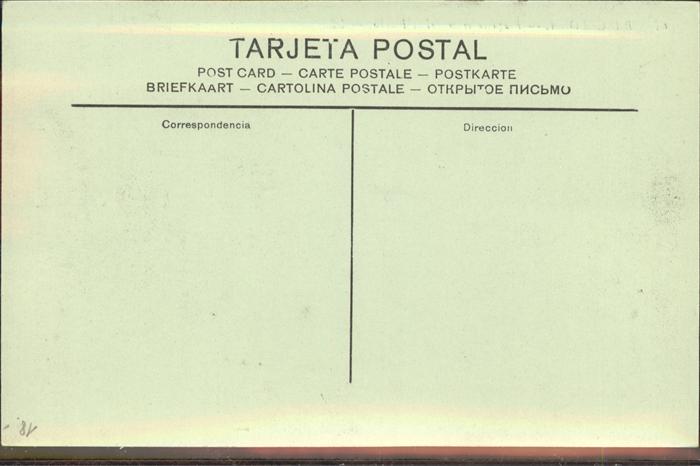 TARJETA POSTAL
POST CARD — CARTE POSTALE — POSTKARTE
BRIEFKAART — CARTOLINA POSTALE — ОТКРЫТОЕ ПИСЬМО
Correspondencia
Direccion